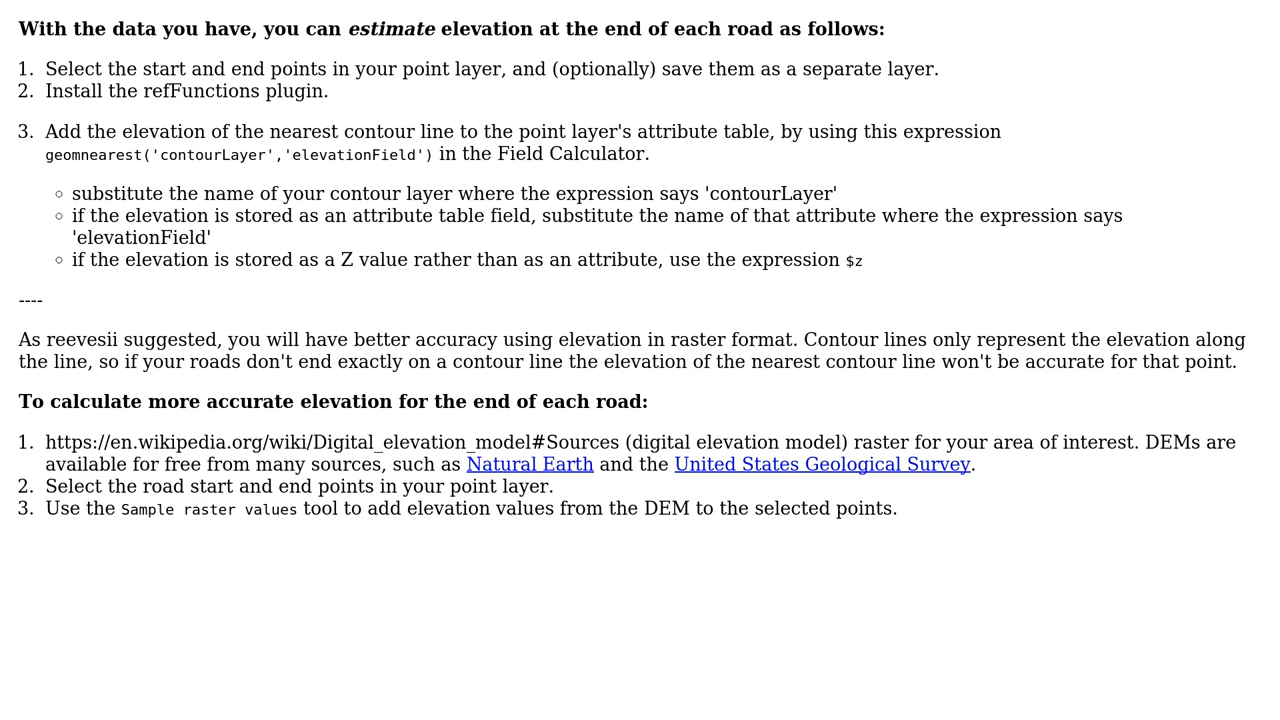 With the data you have, you can estimate elevation at the end of each road as follows:
1. Select the start and end points in your point layer, and (optionally) save them as a separate layer.
2. Install the refFunctions plugin.
3. Add the elevation of the nearest contour line to the point layer's attribute table, by using this expression
geomnearest('contourLayer','elevationField') in the Field Calculator.
◦ substitute the name of your contour layer where the expression says 'contourLayer'
◦ if the elevation is stored as an attribute table field, substitute the name of that attribute where the expression says
'elevationField'
◦ if the elevation is stored as a Z value rather than as an attribute, use the expression $z
----
As reevesii suggested, you will have better accuracy using elevation in raster format. Contour lines only represent the elevation along
the line, so if your roads don't end exactly on a contour line the elevation of the nearest contour line won't be accurate for that point.
To calculate more accurate elevation for the end of each road:
1. https://en.wikipedia.org/wiki/Digital_elevation_model#Sources (digital elevation model) raster for your area of interest. DEMs are
available for free from many sources, such as Natural Earth and the United States Geological Survey.
2. Select the road start and end points in your point layer.
3. Use the Sample raster values tool to add elevation values from the DEM to the selected points.